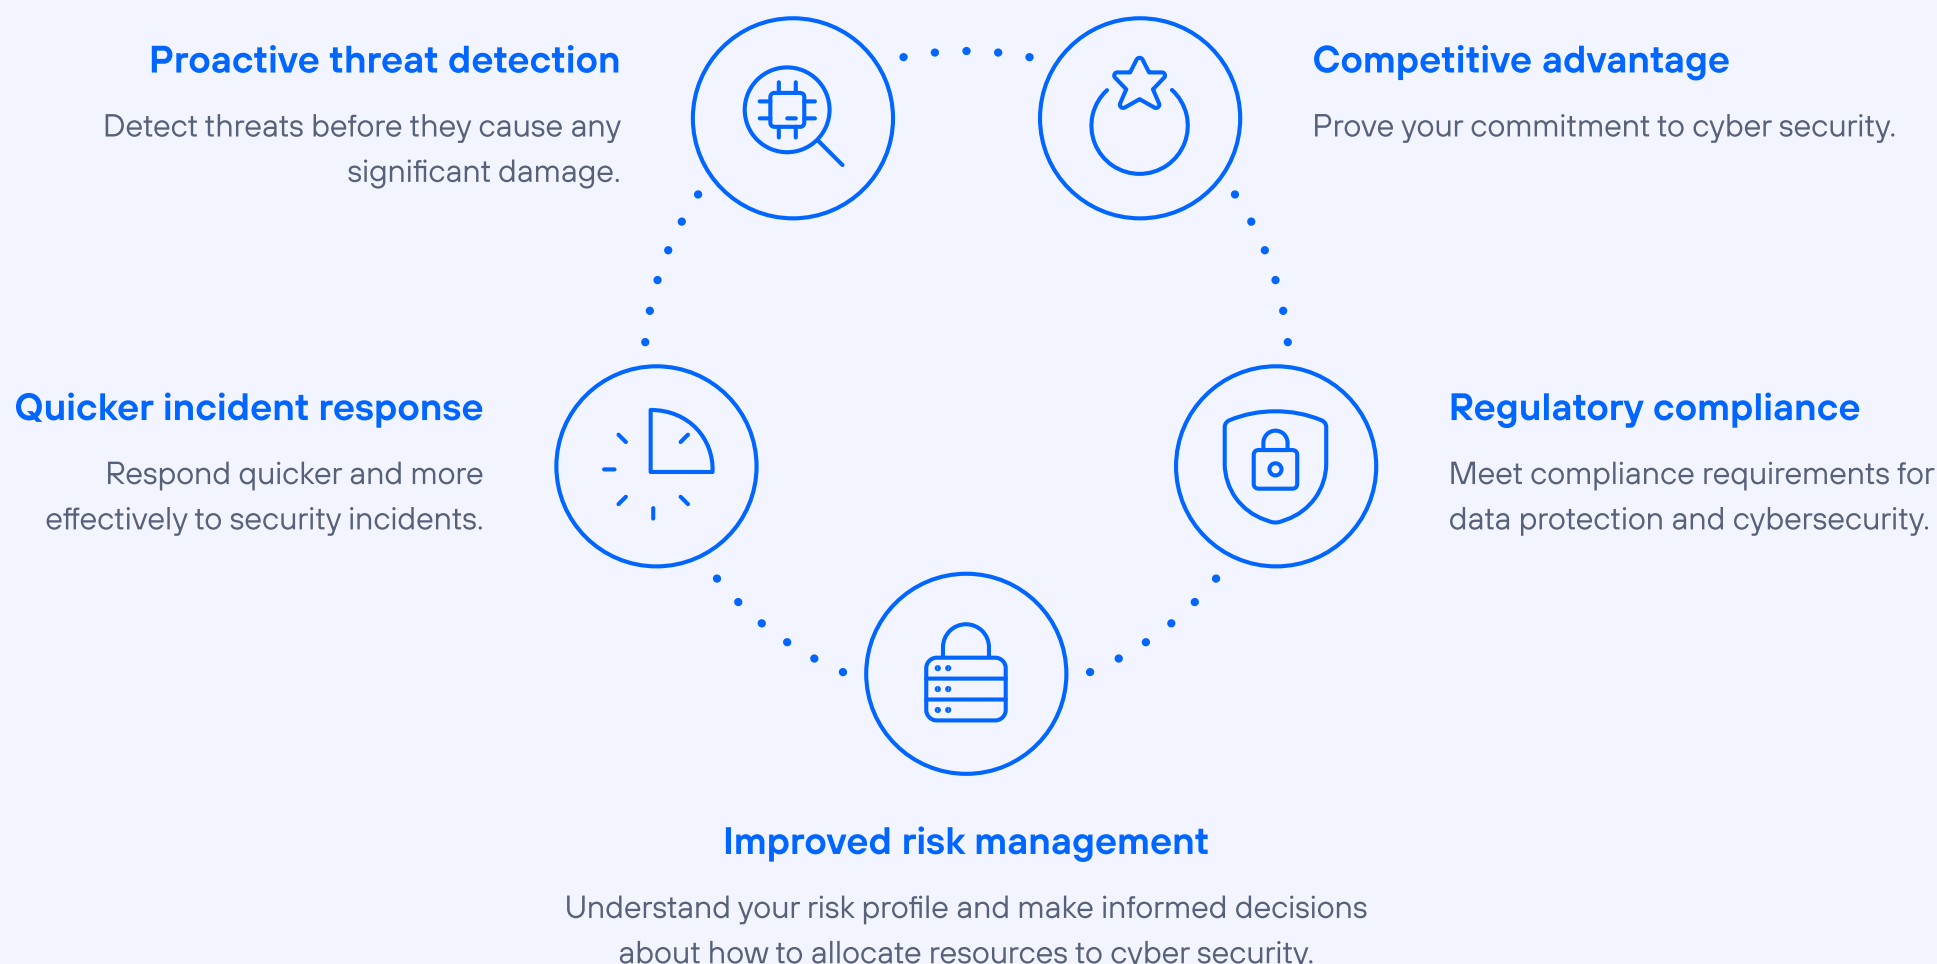 Proactive threat detection
Detect threats before they cause any
significant damage.
Competitive advantage
Prove your commitment to cyber security.
Quicker incident response
Respond quicker and more
effectively to security incidents.
Regulatory compliance
Meet compliance requirements for
data protection and cybersecurity.
Improved risk management
Understand your risk profile and make informed decisions
about how to allocate resources to cyber security.